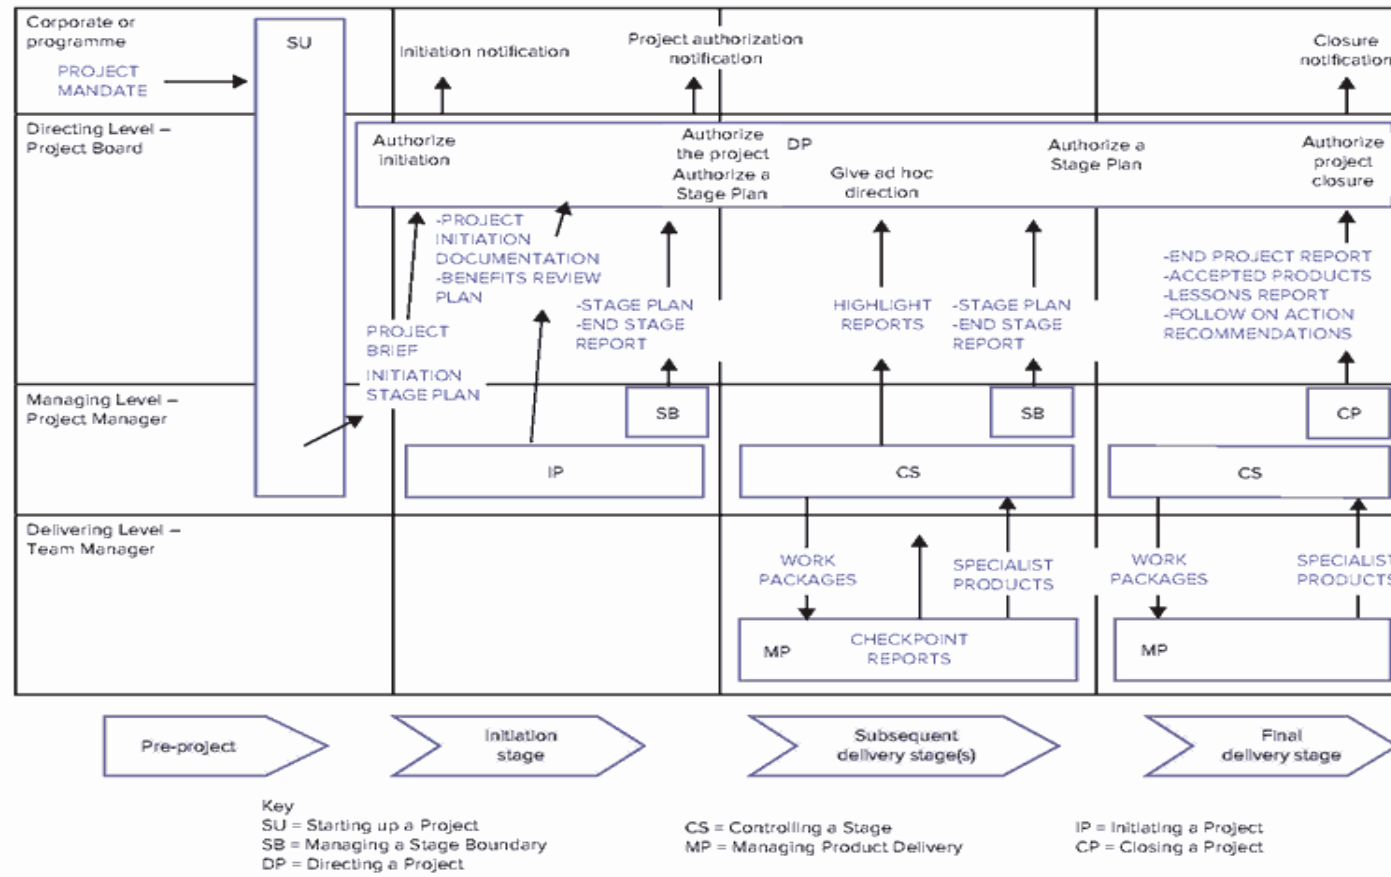 Corporate or
programme
PROJECT
MANDATE
SU
Initiation notification
Project authorization
notification
Closure
notification
Directing Level –
Project Board
Authorize
initiation
Authorize
the project
Authorize a
Stage Plan
DP
Give ad hoc
direction
Authorize a
Stage Plan
Authorize
project
closure
-PROJECT
INITIATION
DOCUMENTATION
-BENEFITS REVIEW
PLAN
-STAGE PLAN
-END STAGE
REPORT
HIGHLIGHT
REPORTS
-STAGE PLAN
-END STAGE
REPORT
-END PROJECT REPORT
-ACCEPTED PRODUCTS
-LESSONS REPORT
-FOLLOW ON ACTION
RECOMMENDATIONS
PROJECT
BRIEF
INITIATION
STAGE PLAN
Managing Level –
Project Manager
SB
SB
CP
IP
CS
CS
Delivering Level –
Team Manager
WORK
PACKAGES
SPECIALIST
PRODUCTS
WORK
PACKAGES
SPECIALIST
PRODUCTS
MP
CHECKPOINT
REPORTS
MP
Pre-project
Initiation
stage
Subsequent
delivery stage(s)
Final
delivery stage
Key
SU = Starting up a Project
SB = Managing a Stage Boundary
DP = Directing a Project
CS = Controlling a Stage
MP = Managing Product Delivery
IP = Initiating a Project
CP = Closing a Project